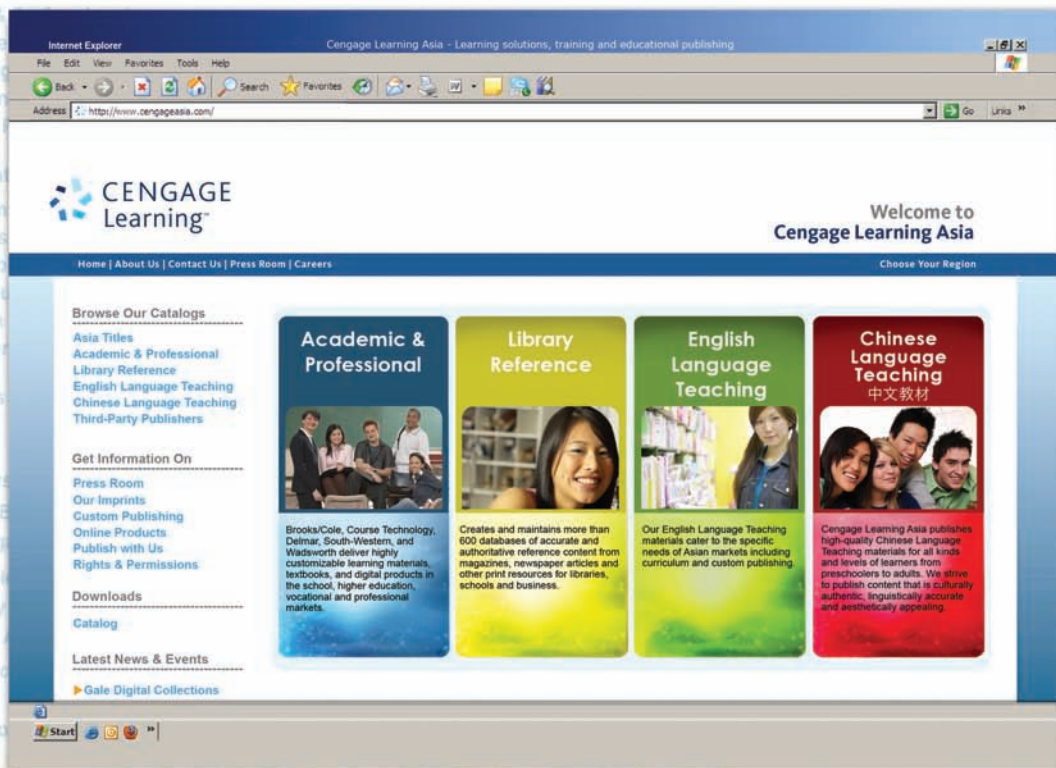 Internet Explorer
Cengage Learning Asia - Learning solutions, training and educational publishing
File Edit View Favorites Tools Help
Back
Search
Favorites
Address
http://www.cengageasia.com/
Go
Links
CENGAGE
Learning™
Welcome to
Cengage Learning Asia
Home | About Us | Contact Us | Press Room | Careers
Choose Your Region
Browse Our Catalogs
Asia Titles
Academic & Professional
Library Reference
English Language Teaching
Chinese Language Teaching
Third-Party Publishers
Get Information On
Press Room
Our Imprints
Custom Publishing
Online Products
Publish with Us
Rights & Permissions
Downloads
Catalog
Latest News & Events
Gale Digital Collections
Academic &
Professional
Brooks/Cole, Course Technology,
Delmar, South-Western, and
Wadsworth deliver highly
customizable learning materials,
textbooks, and digital products in
the school, higher education,
vocational and professional
markets.
Library
Reference
Creates and maintains more than
600 databases of accurate and
authoritative reference content from
magazines, newspaper articles and
other print resources for libraries,
schools and business.
English
Language
Teaching
Our English Language Teaching
materials cater to the specific
needs of Asian markets including
curriculum and custom publishing.
Chinese
Language
Teaching
中文教材
Cengage Learning Asia publishes
high-quality Chinese Language
Teaching materials for all kinds
and levels of learners from
preschoolers to adults. We strive
to publish content that is culturally
authentic, linguistically accurate
and aesthetically appealing.
Start